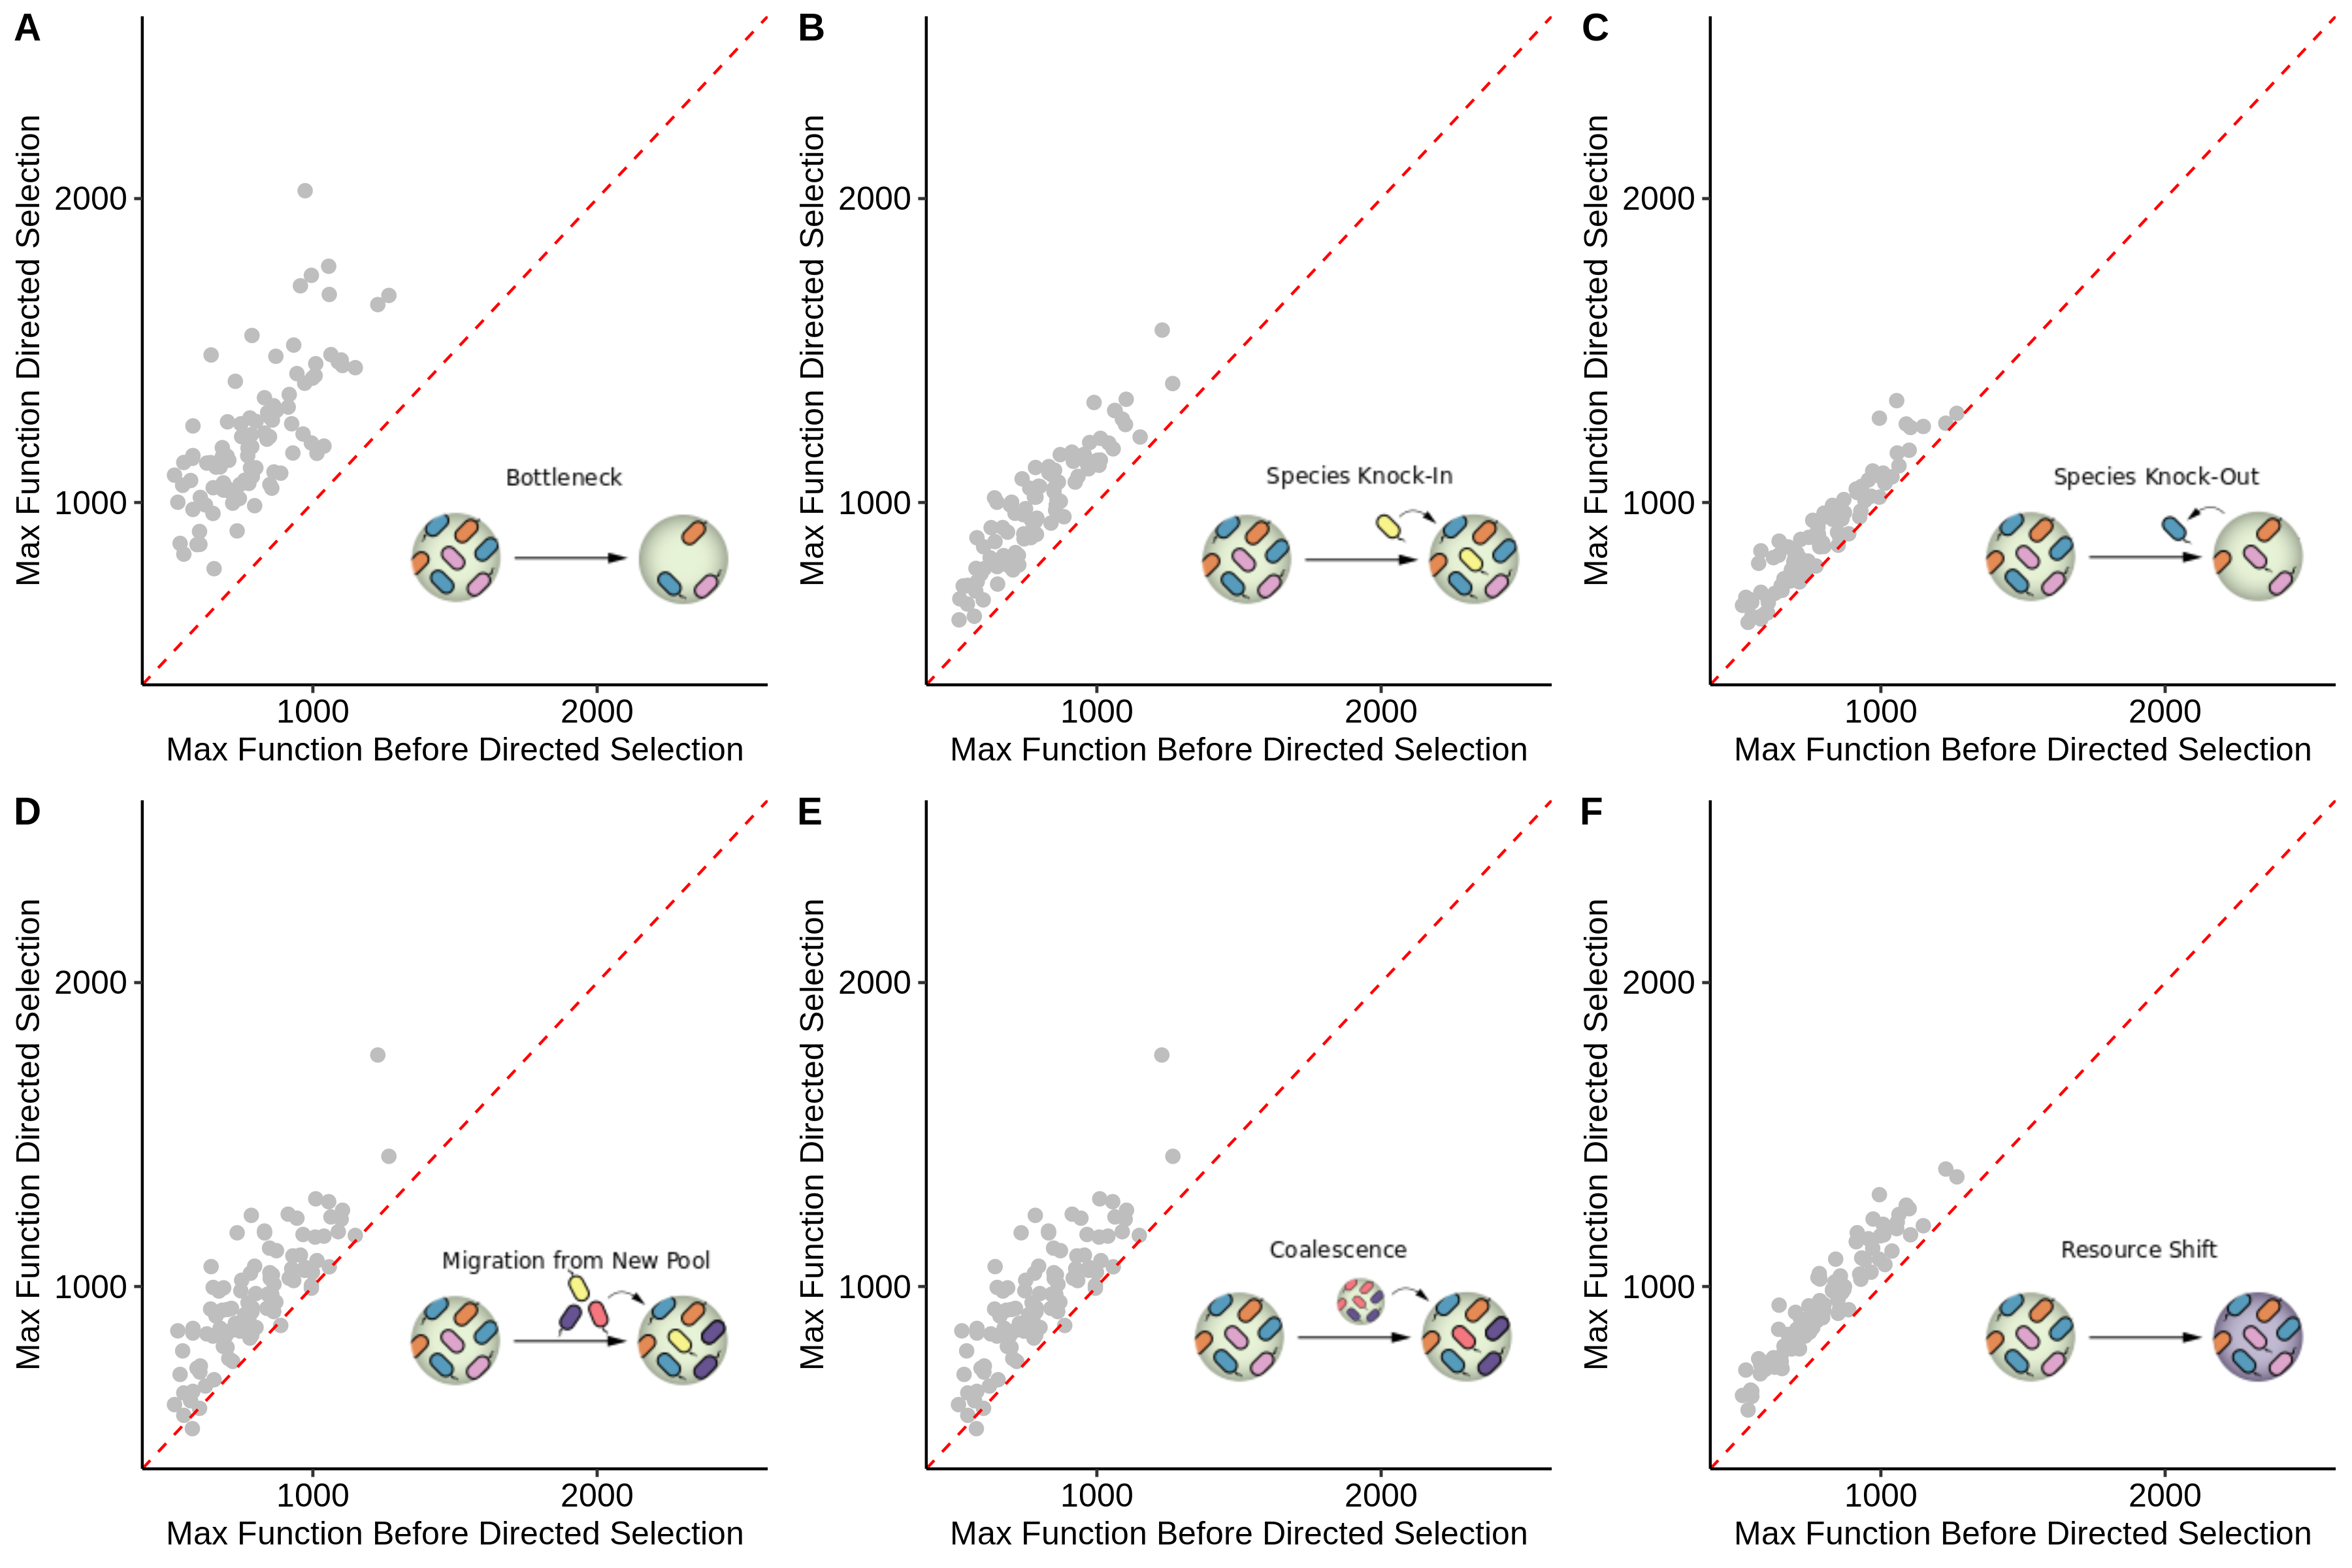 A
Max Function Directed Selection
2000
1000
Bottleneck
1000
2000
Max Function Before Directed Selection
B
Max Function Directed Selection
2000
1000
Species Knock-In
1000
2000
Max Function Before Directed Selection
C
Max Function Directed Selection
2000
1000
Species Knock-Out
1000
2000
Max Function Before Directed Selection
D
Max Function Directed Selection
2000
1000
Migration from New Pool
1000
2000
Max Function Before Directed Selection
E
Max Function Directed Selection
2000
1000
Coalescence
1000
2000
Max Function Before Directed Selection
F
Max Function Directed Selection
2000
1000
Resource Shift
1000
2000
Max Function Before Directed Selection